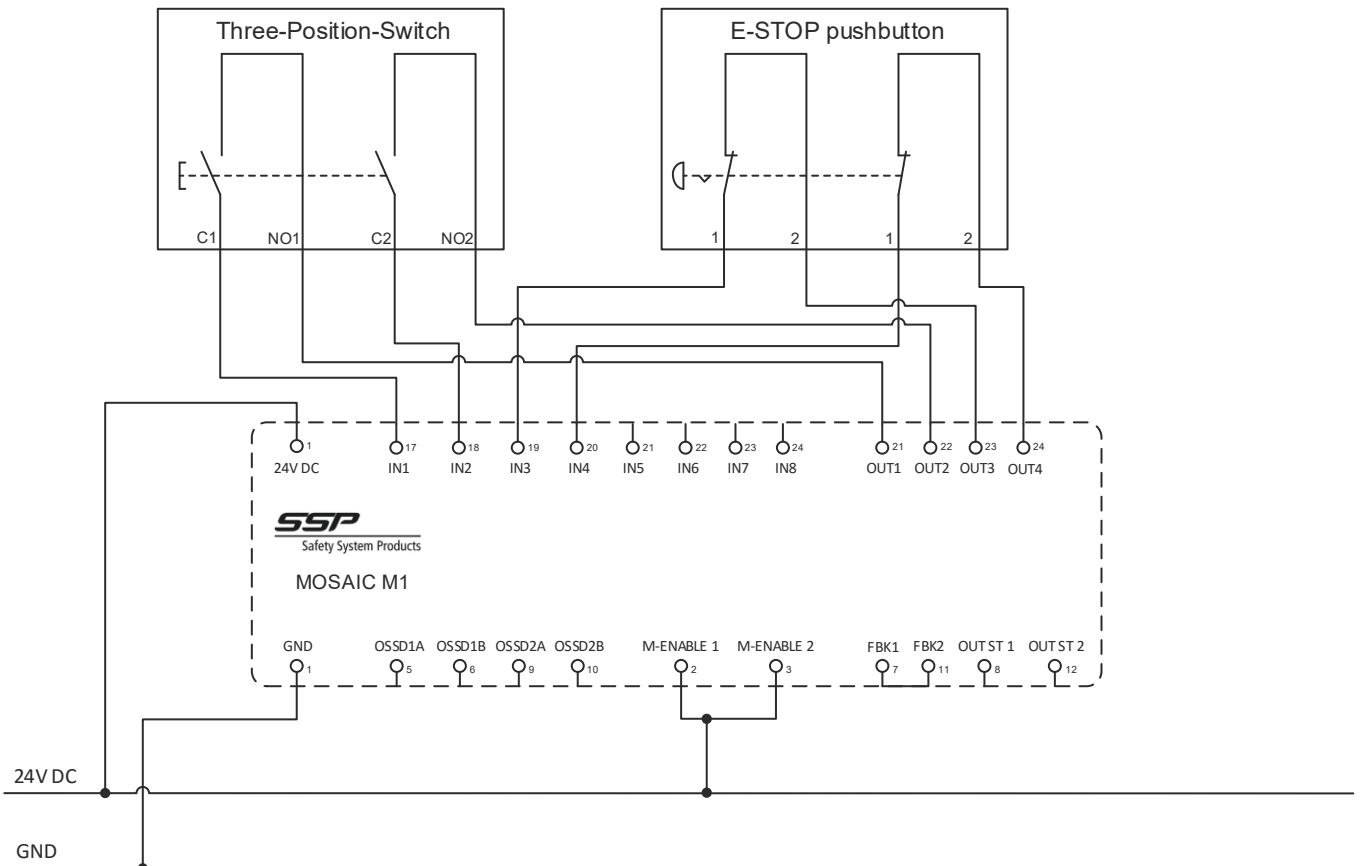 Three-Position-Switch
E-STOP pushbutton
C1 NO1 C2 NO2
1 2 1 2
1 17 18 19 20 21 22 23 24 21 22 23 24
24V DC IN1 IN2 IN3 IN4 IN5 IN6 IN7 IN8 OUT1 OUT2 OUT3 OUT4
SSP
Safety System Products
MOSAIC M1
GND OSSD1A OSSD1B OSSD2A OSSD2B M-ENABLE 1 M-ENABLE 2 FBK1 FBK2 OUT ST 1 OUT ST 2
1 5 6 9 10 2 3 7 11 8 12
24V DC
GND